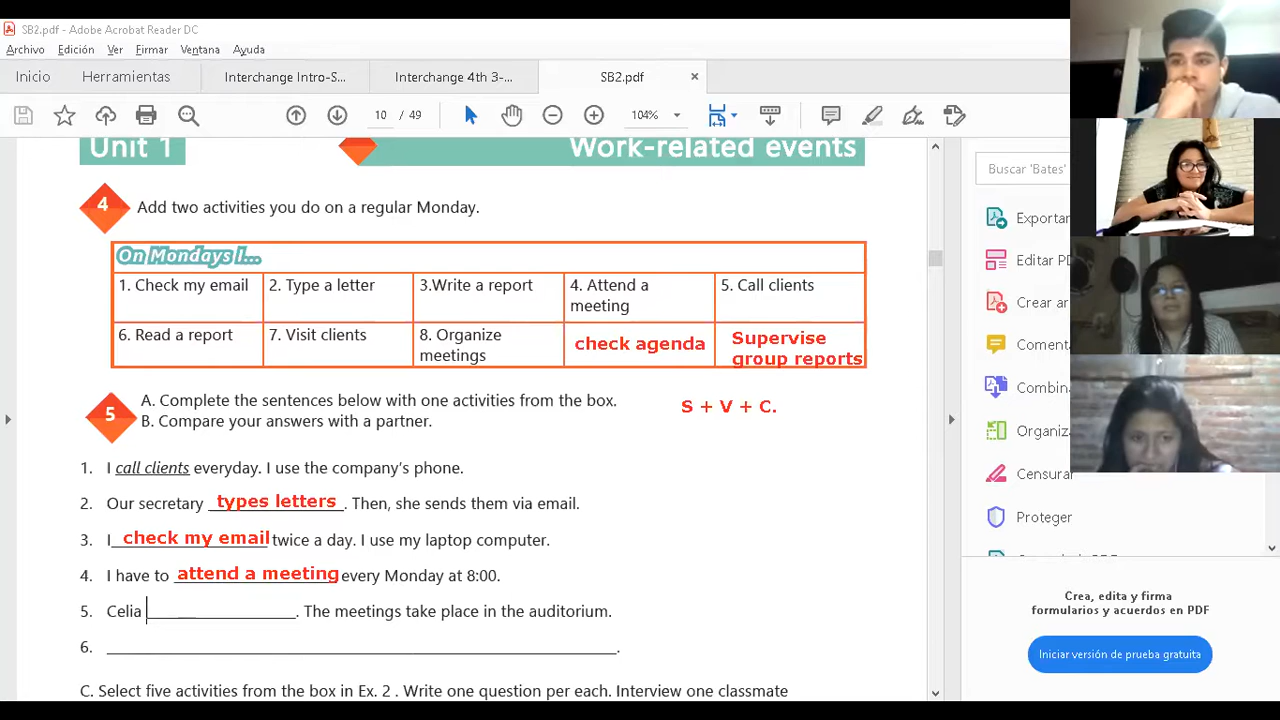 SB2.pdf - Adobe Acrobat Reader DC
Archivo Edición Ver Firmar Ventana Ayuda
Inicio Herramientas Interchange Intro-S... Interchange 4th 3-... SB2.pdf ×
10 / 49 104%
Unit 1 Work-related events
4 Add two activities you do on a regular Monday.
On Mondays I...
1. Check my email 2. Type a letter 3.Write a report 4. Attend a meeting 5. Call clients
6. Read a report 7. Visit clients 8. Organize meetings check agenda Supervise group reports
5 A. Complete the sentences below with one activities from the box.
B. Compare your answers with a partner.
S + V + C.
1. I call clients everyday. I use the company's phone.
2. Our secretary types letters. Then, she sends them via email.
3. I check my email twice a day. I use my laptop computer.
4. I have to attend a meeting every Monday at 8:00.
5. Celia ____________. The meetings take place in the auditorium.
6. ____________.
C. Select five activities from the box in Ex. 2 . Write one question per each. Interview one classmate
Buscar 'Bates'
Exportar
Editar PD
Crear ar
Coment
Combin
Organiz
Censurar
Proteger
Crea, edita y firma
formularios y acuerdos en PDF
Iniciar versión de prueba gratuita